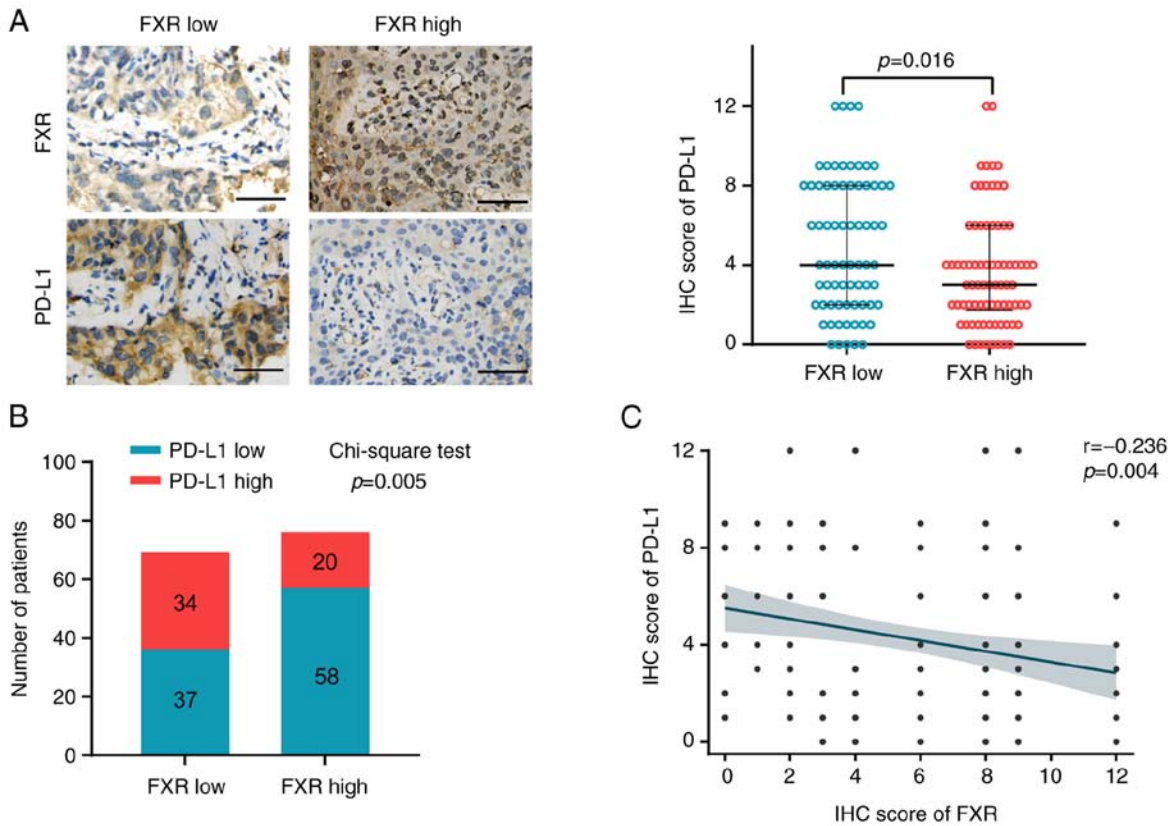 A
FXR low
FXR high
FXR
PD-L1
p=0.016
IHC score of PD-L1
12
8
4
0
FXR low
FXR high
B
PD-L1 low
PD-L1 high
Chi-square test
p=0.005
Number of patients
100
80
60
40
20
0
34
37
20
58
FXR low
FXR high
C
r=−0.236
p=0.004
IHC score of PD-L1
12
8
4
0
0
2
4
6
8
10
12
IHC score of FXR